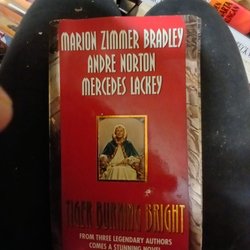 MARION ZIMMER BRADLEY
ANDRE NORTON
MERCEDES LACKEY
TIGER BURNING BRIGHT
FROM THREE LEGENDARY AUTHORS
COMES A STUNNING NOVEL